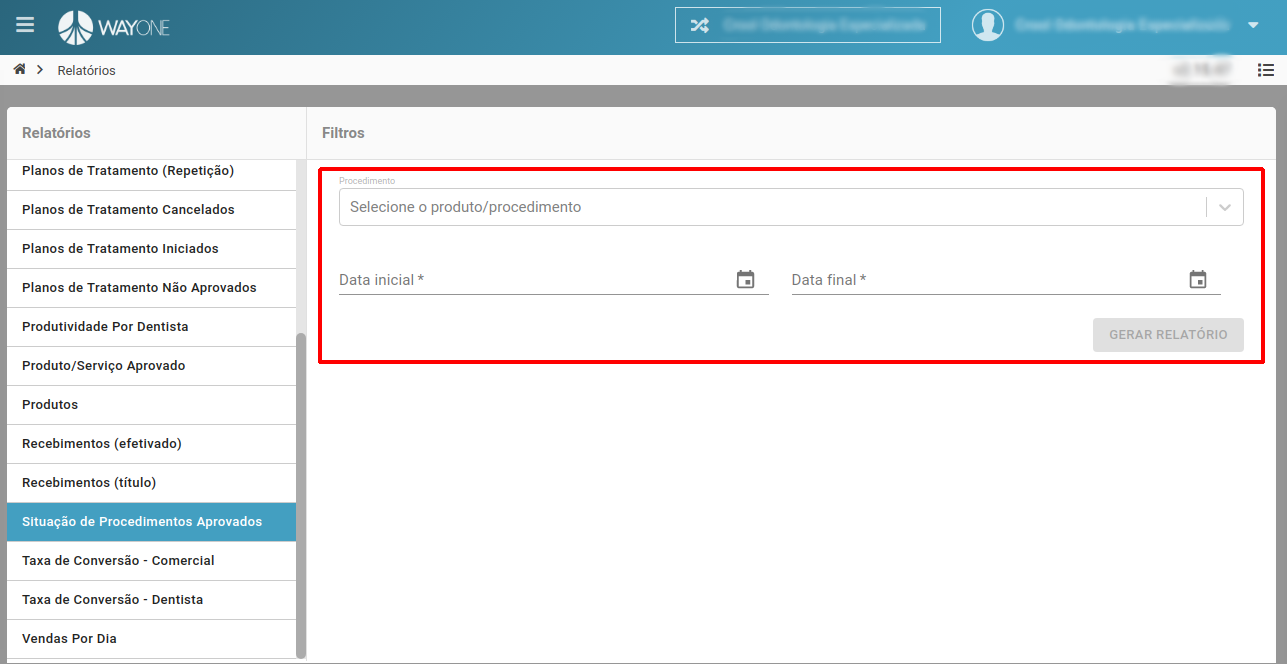 WAYONE
Relatórios
Relatórios
Planos de Tratamento (Repetição)
Planos de Tratamento Cancelados
Planos de Tratamento Iniciados
Planos de Tratamento Não Aprovados
Produtividade Por Dentista
Produto/Serviço Aprovado
Produtos
Recebimentos (efetivado)
Recebimentos (título)
Situação de Procedimentos Aprovados
Taxa de Conversão - Comercial
Taxa de Conversão - Dentista
Vendas Por Dia
Filtros
Procedimento
Selecione o produto/procedimento
Data inicial *
Data final *
GERAR RELATÓRIO